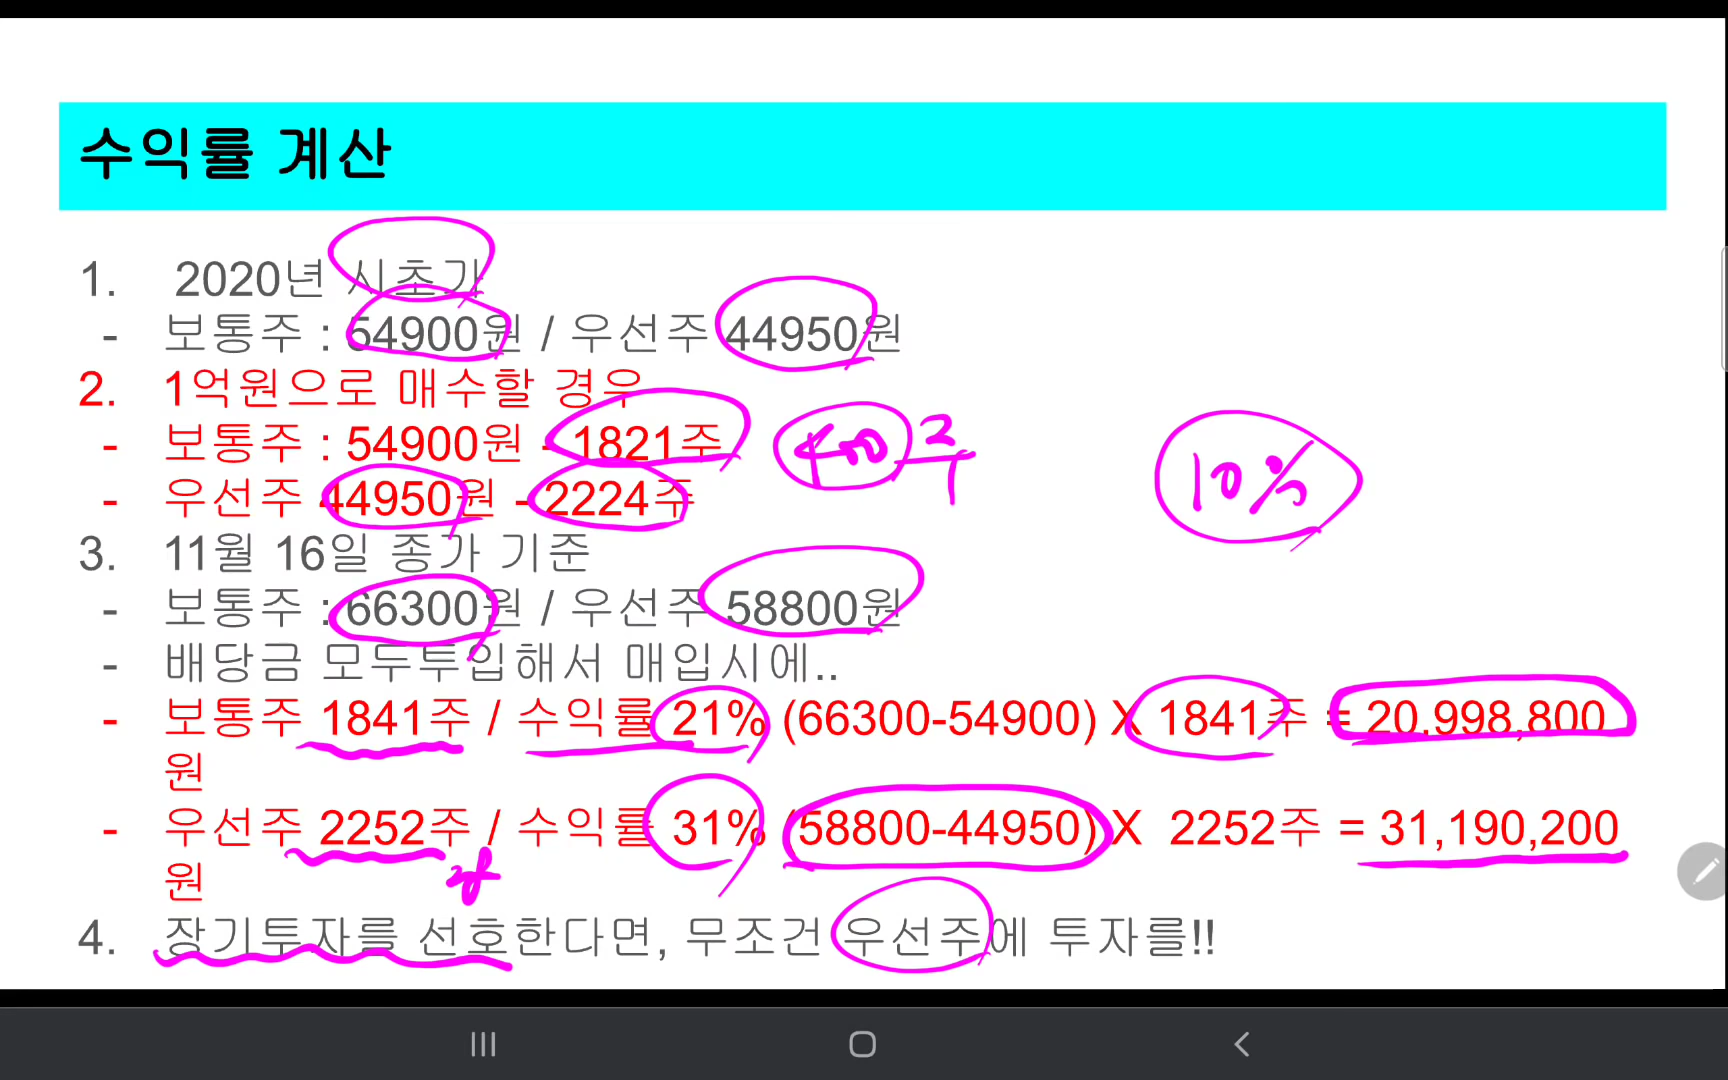 수익률 계산
1. 2020년 시초가
- 보통주 : 54900원 / 우선주 44950원
2. 1억원으로 매수할 경우
- 보통주 : 54900원 - 1821주
400주
10%
- 우선주 44950원 - 2224주
3. 11월 16일 종가 기준
- 보통주 : 66300원 / 우선주 58800원
- 배당금 모두투입해서 매입시에..
- 보통주 1841주 / 수익률 21% (66300-54900) X 1841주 = 20,998,800
원
- 우선주 2252주 / 수익률 31% (58800-44950) X 2252주 = 31,190,200
원
4. 장기투자를 선호한다면, 무조건 우선주에 투자를!!